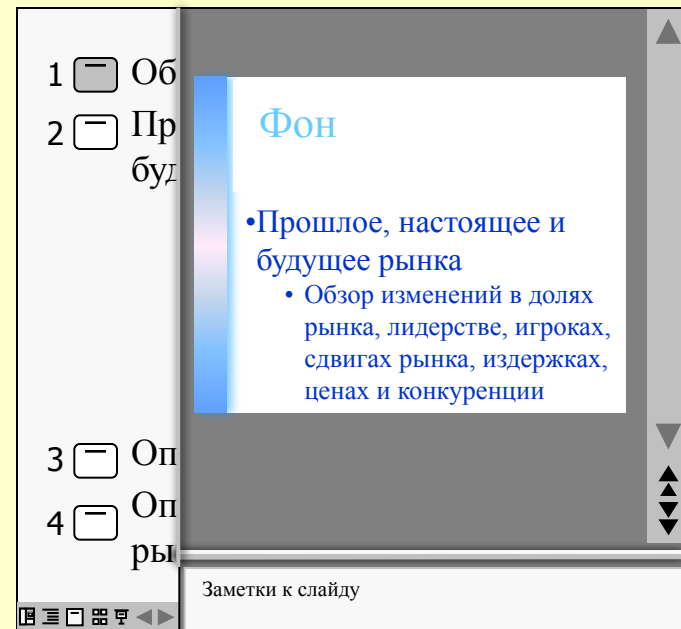 1 Об
2 Пр
буд
3 Оп
4 Оп
ры
Фон
•Прошлое, настоящее и
будущее рынка
• Обзор изменений в долях
рынка, лидерстве, игроках,
сдвигах рынка, издержках,
ценах и конкуренции
Заметки к слайду